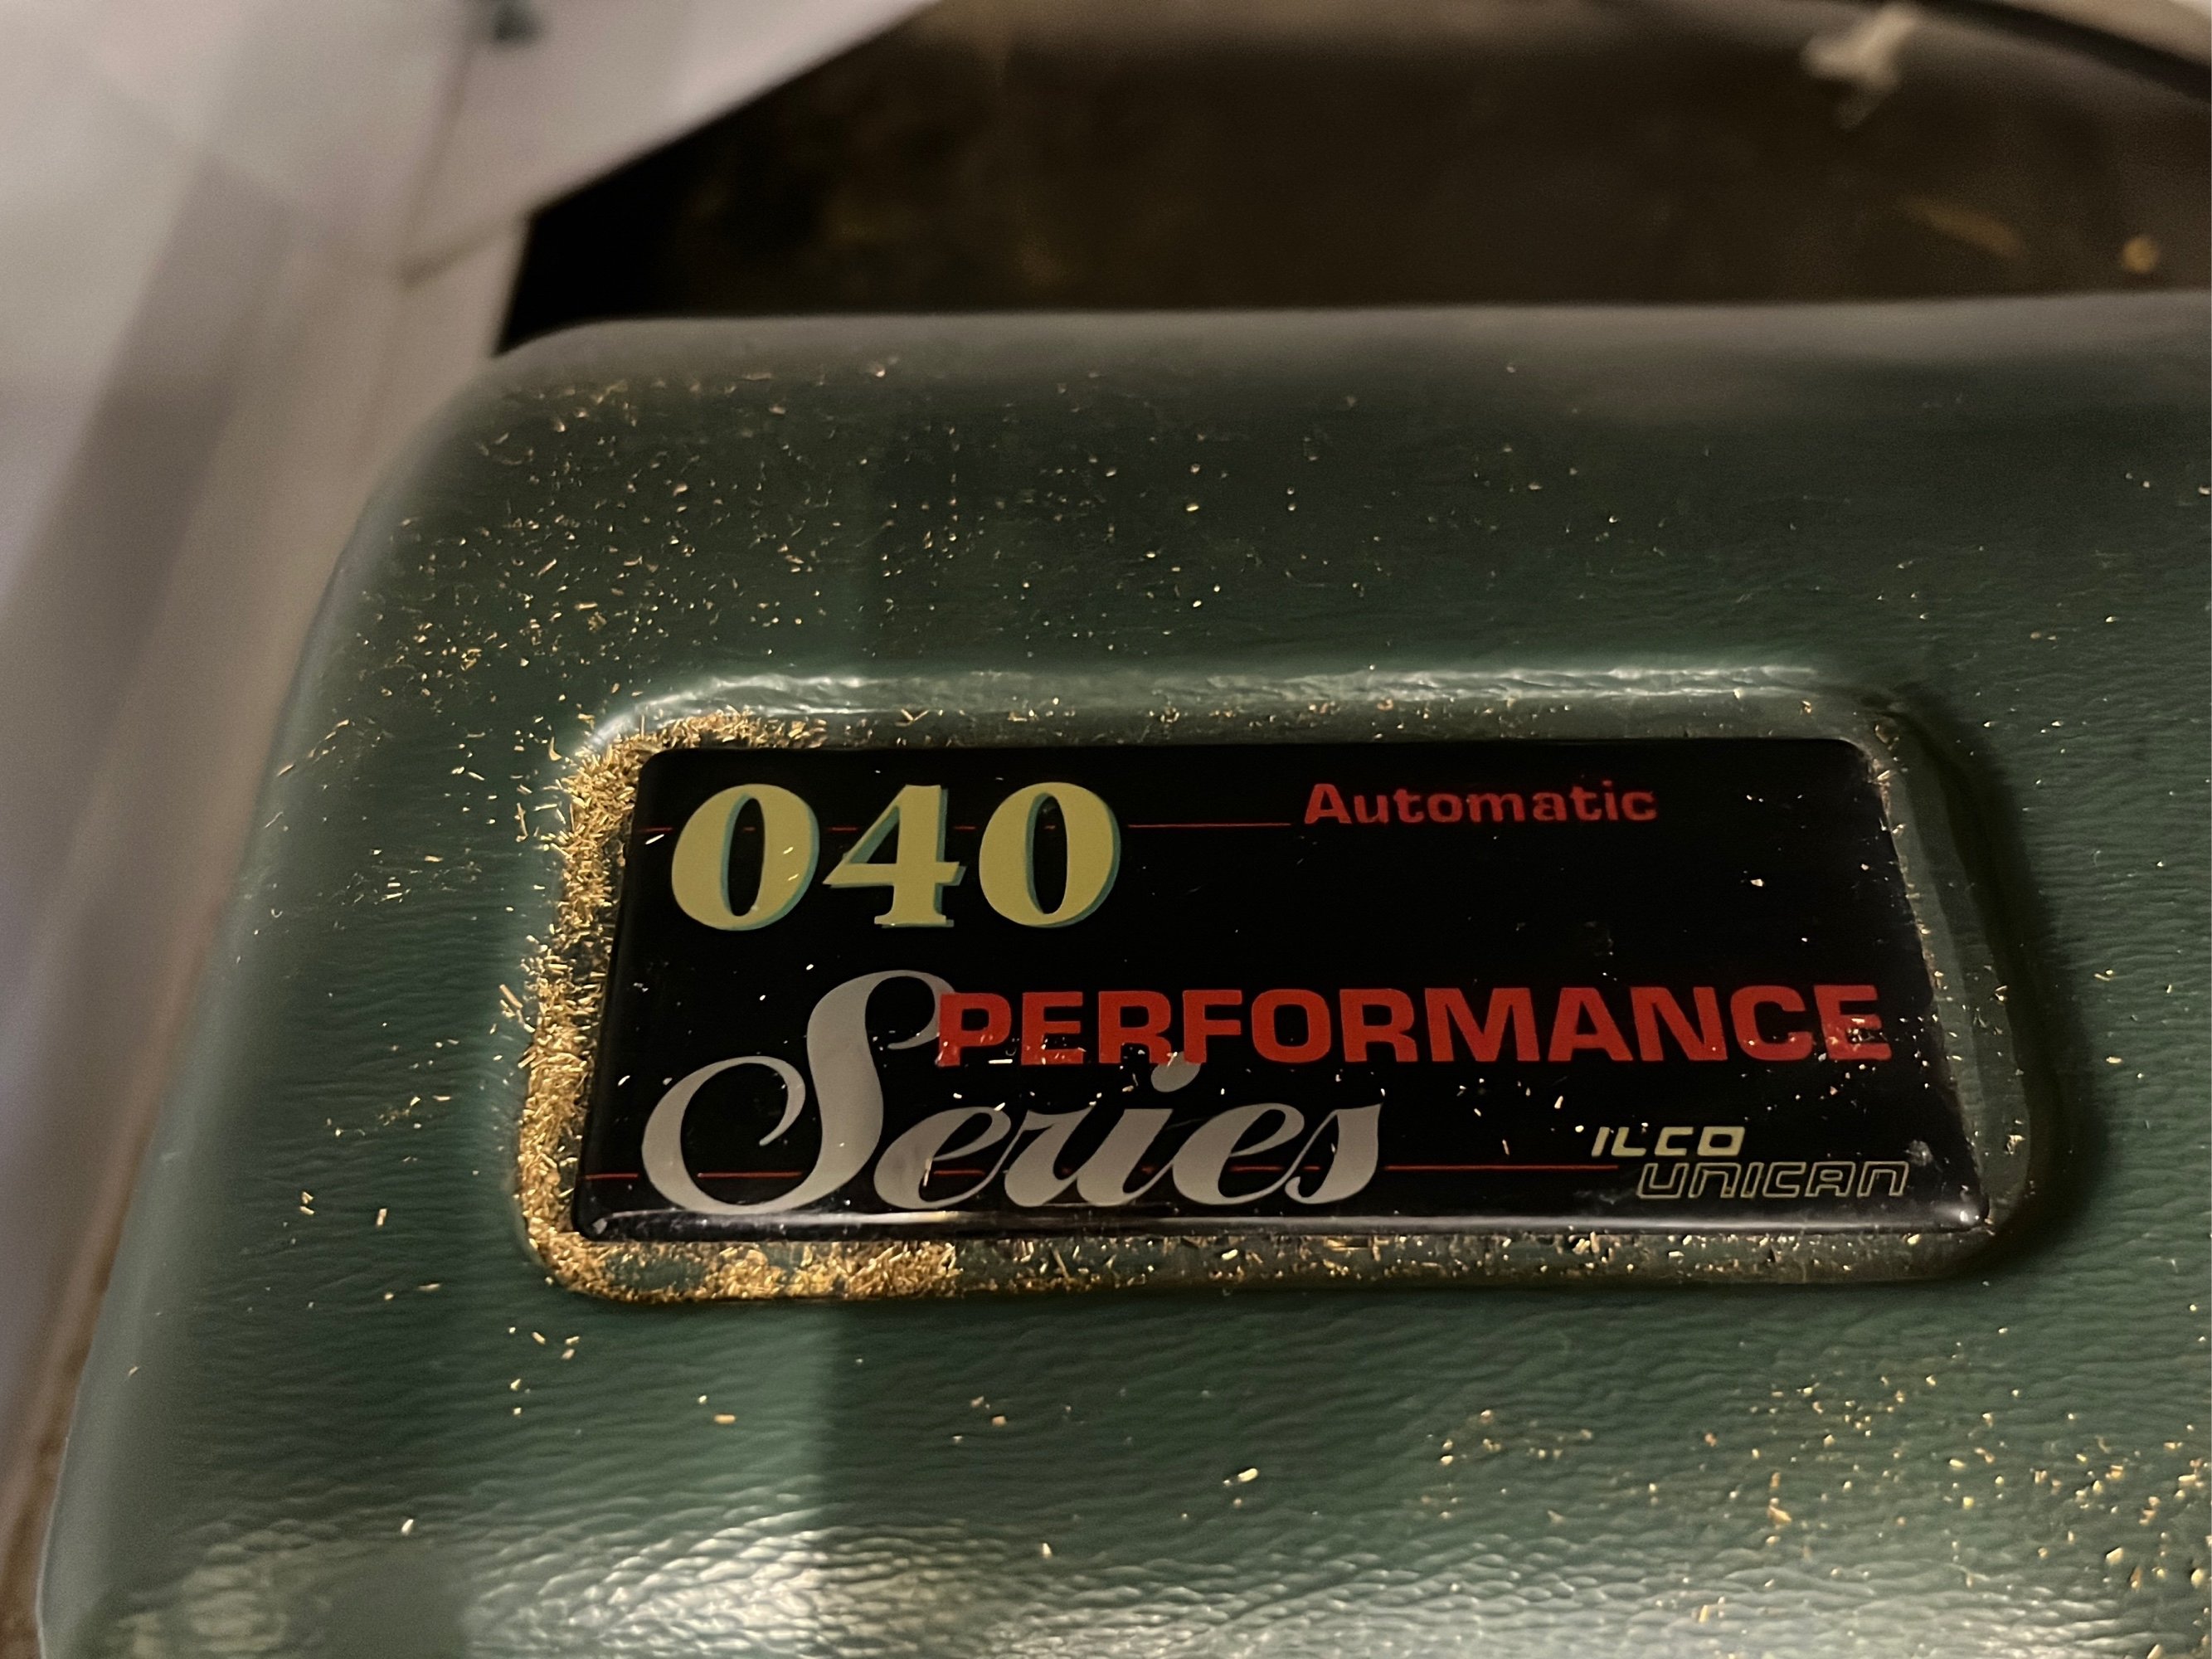 040 Automatic
PERFORMANCE
Series
ILCO
UNICAN